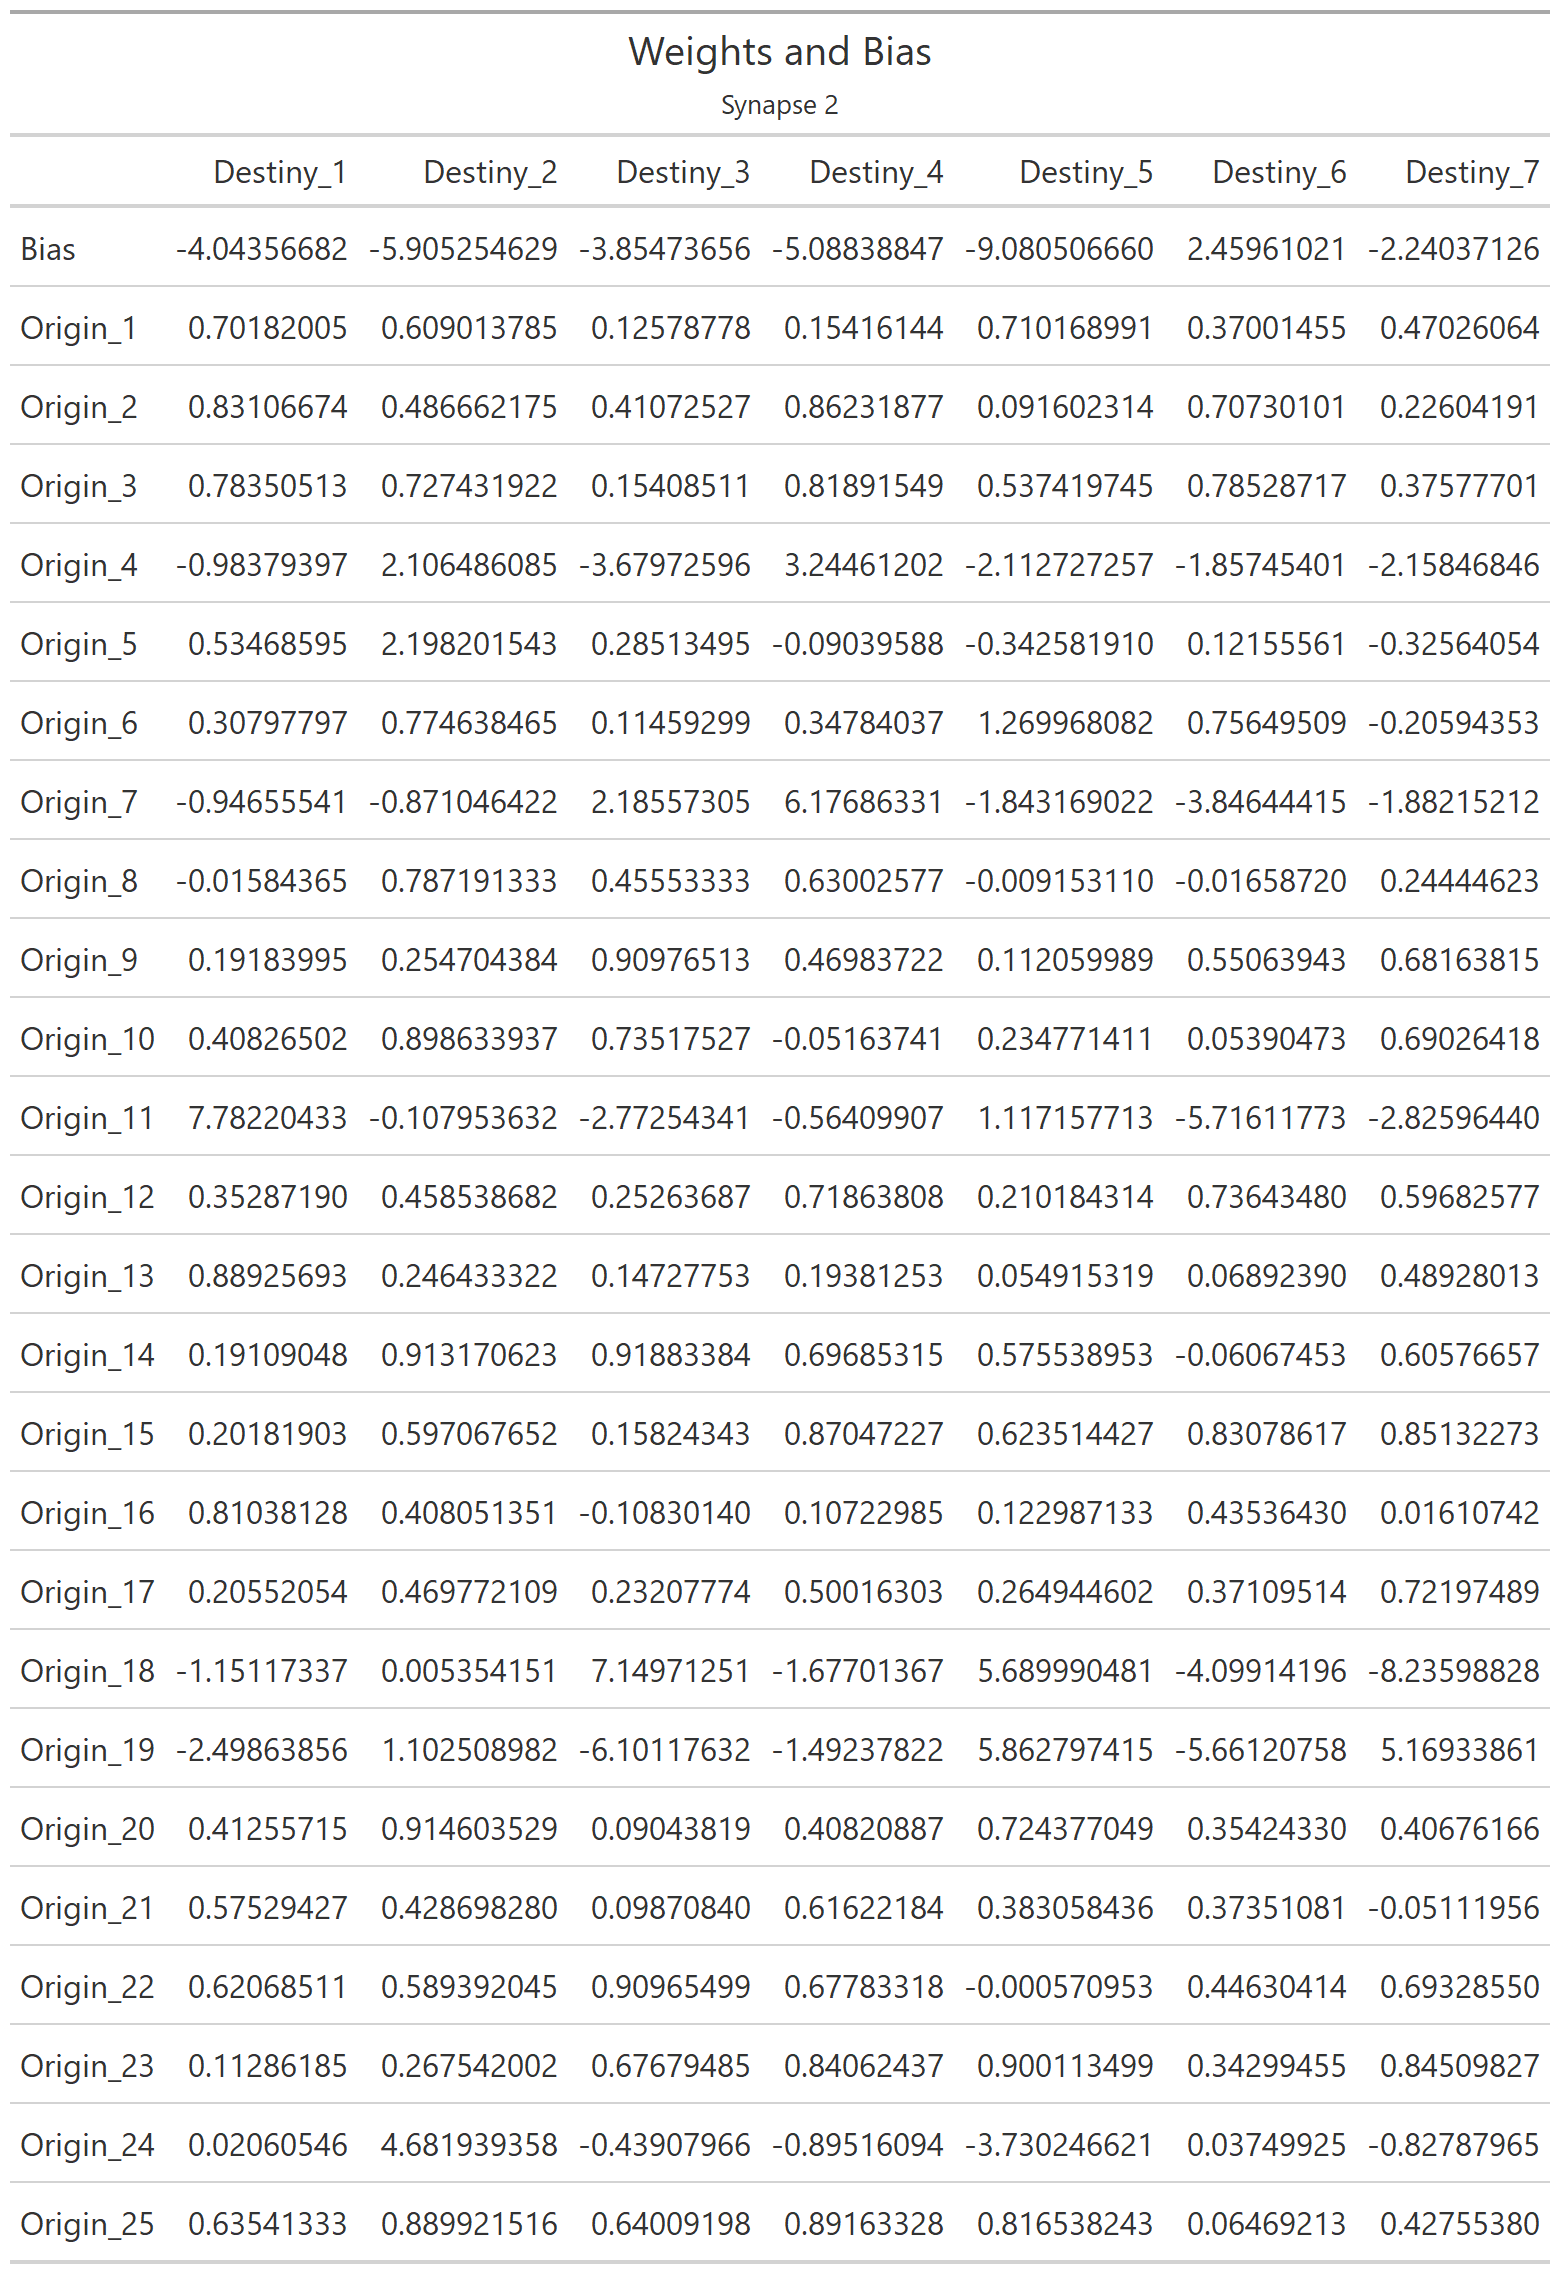 Weights and Bias
Synapse 2
Destiny_1 Destiny_2 Destiny_3 Destiny_4 Destiny_5 Destiny_6 Destiny_7
Bias -4.04356682 -5.905254629 -3.85473656 -5.08838847 -9.080506660 2.45961021 -2.24037126
Origin_1 0.70182005 0.609013785 0.12578778 0.15416144 0.710168991 0.37001455 0.47026064
Origin_2 0.83106674 0.486662175 0.41072527 0.86231877 0.091602314 0.70730101 0.22604191
Origin_3 0.78350513 0.727431922 0.15408511 0.81891549 0.537419745 0.78528717 0.37577701
Origin_4 -0.98379397 2.106486085 -3.67972596 3.24461202 -2.112727257 -1.85745401 -2.15846846
Origin_5 0.53468595 2.198201543 0.28513495 -0.09039588 -0.342581910 0.12155561 -0.32564054
Origin_6 0.30797797 0.774638465 0.11459299 0.34784037 1.269968082 0.75649509 -0.20594353
Origin_7 -0.94655541 -0.871046422 2.18557305 6.17686331 -1.843169022 -3.84644415 -1.88215212
Origin_8 -0.01584365 0.787191333 0.45553333 0.63002577 -0.009153110 -0.01658720 0.24444623
Origin_9 0.19183995 0.254704384 0.90976513 0.46983722 0.112059989 0.55063943 0.68163815
Origin_10 0.40826502 0.898633937 0.73517527 -0.05163741 0.234771411 0.05390473 0.69026418
Origin_11 7.78220433 -0.107953632 -2.77254341 -0.56409907 1.117157713 -5.71611773 -2.82596440
Origin_12 0.35287190 0.458538682 0.25263687 0.71863808 0.210184314 0.73643480 0.59682577
Origin_13 0.88925693 0.246433322 0.14727753 0.19381253 0.054915319 0.06892390 0.48928013
Origin_14 0.19109048 0.913170623 0.91883384 0.69685315 0.575538953 -0.06067453 0.60576657
Origin_15 0.20181903 0.597067652 0.15824343 0.87047227 0.623514427 0.83078617 0.85132273
Origin_16 0.81038128 0.408051351 -0.10830140 0.10722985 0.122987133 0.43536430 0.01610742
Origin_17 0.20552054 0.469772109 0.23207774 0.50016303 0.264944602 0.37109514 0.72197489
Origin_18 -1.15117337 0.005354151 7.14971251 -1.67701367 5.689990481 -4.09914196 -8.23598828
Origin_19 -2.49863856 1.102508982 -6.10117632 -1.49237822 5.862797415 -5.66120758 5.16933861
Origin_20 0.41255715 0.914603529 0.09043819 0.40820887 0.724377049 0.35424330 0.40676166
Origin_21 0.57529427 0.428698280 0.09870840 0.61622184 0.383058436 0.37351081 -0.05111956
Origin_22 0.62068511 0.589392045 0.90965499 0.67783318 -0.000570953 0.44630414 0.69328550
Origin_23 0.11286185 0.267542002 0.67679485 0.84062437 0.900113499 0.34299455 0.84509827
Origin_24 0.02060546 4.681939358 -0.43907966 -0.89516094 -3.730246621 0.03749925 -0.82787965
Origin_25 0.63541333 0.889921516 0.64009198 0.89163328 0.816538243 0.06469213 0.42755380